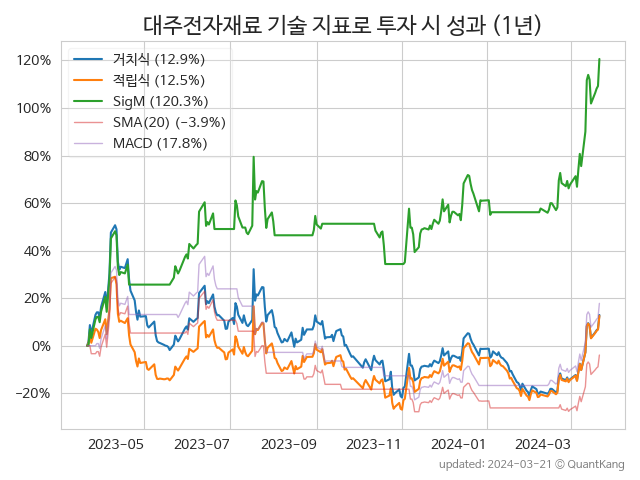 대주전자재료 기술 지표로 투자 시 성과 (1년)
120%
100%
80%
60%
40%
20%
0%
−20%
거치식 (12.9%)
적립식 (12.5%)
SigM (120.3%)
SMA(20) (-3.9%)
MACD (17.8%)
2023-05
2023-07
2023-09
2023-11
2024-01
2024-03
updated: 2024-03-21 © QuantKang